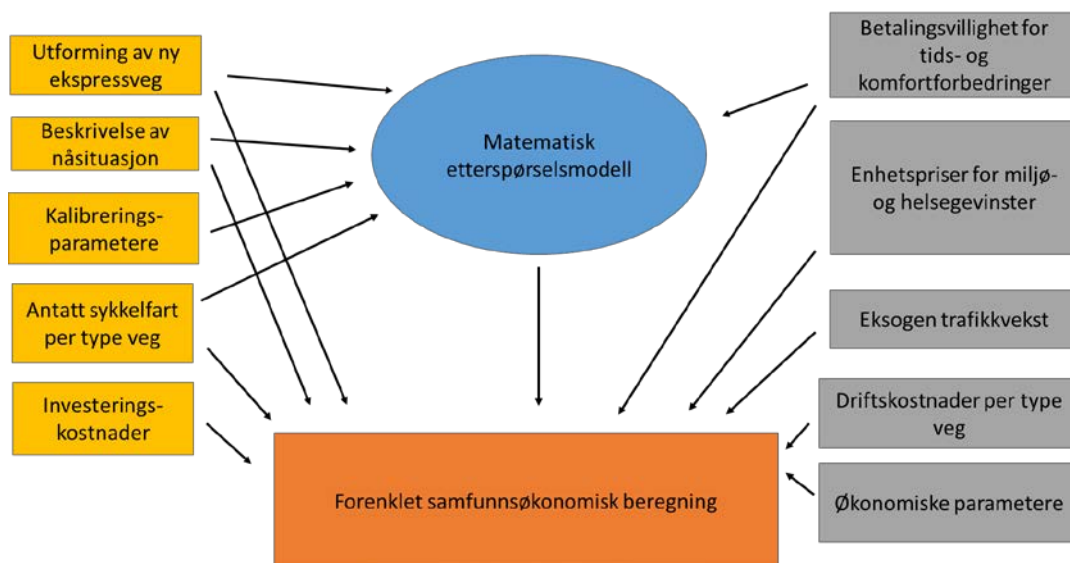 Utforming av ny
ekspressveg
Beskrivelse av
nåsituasjon
Kalibrerings-
parametere
Antatt sykkelfart
per type veg
Investerings-
kostnader
Matematisk
etterspørselsmodell
Forenklet samfunnsøkonomisk beregning
Betalingsvillighet for
tids- og
komfortforbedringer
Enhetspriser for miljø-
og helsegevinster
Eksogen trafikkvekst
Driftskostnader per type
veg
Økonomiske parametere